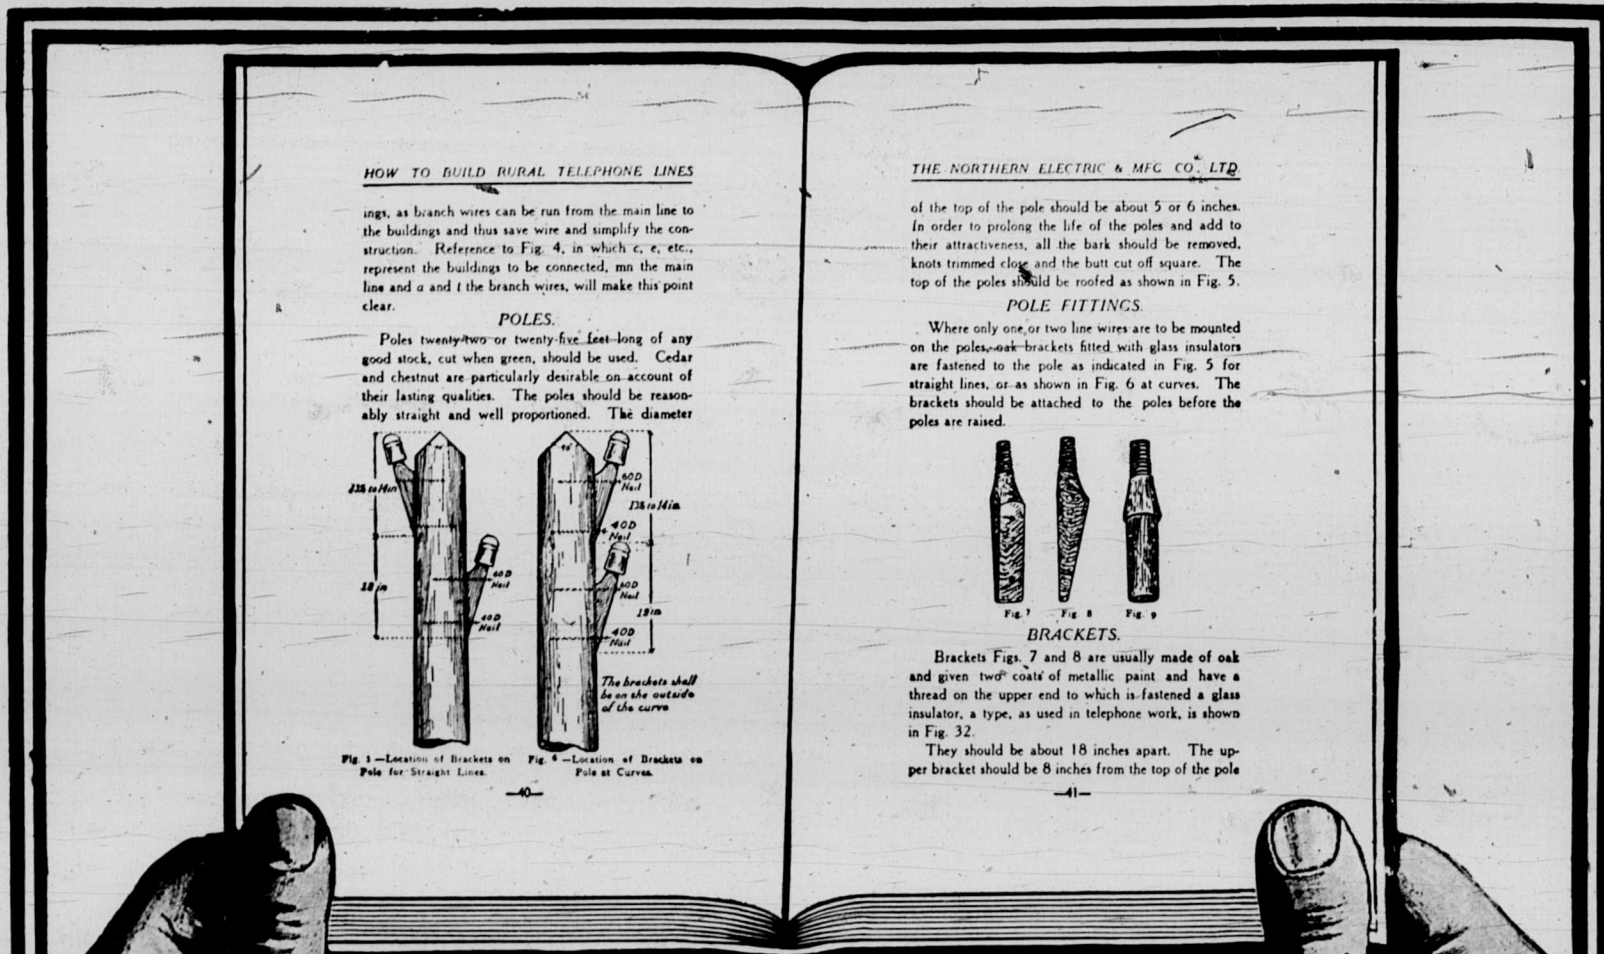 HOW TO BUILD RURAL TELEPHONE LINES
ings, as branch wires can be run from the main line to
the buildings and thus save wire and simplify the con-
struction. Reference to Fig. 4, in which c, e, etc.,
represent the buildings to be connected, mn the main
line and a and t the branch wires, will make this point
clear.
POLES.
Poles twenty-two or twenty-five feet long of any
good stock, cut when green, should be used. Cedar
and chestnut are particularly desirable on account of
their lasting qualities. The poles should be reason-
ably straight and well proportioned. The diameter
60D
Nail
13½ to 14in
13½ to 14in
40D
Nail
60D
Nail
18 in
60D
Nail
18in
40D
Nail
40D
Nail
The brackets shall
be on the outside
of the curve
Fig. 5—Location of Brackets on
Pole for Straight Lines.
Fig. 6—Location of Brackets on
Pole at Curves.
—40—
THE NORTHERN ELECTRIC & MFG CO. LTD.
of the top of the pole should be about 5 or 6 inches.
In order to prolong the life of the poles and add to
their attractiveness, all the bark should be removed,
knots trimmed close and the butt cut off square. The
top of the poles should be roofed as shown in Fig. 5.
POLE FITTINGS.
Where only one or two line wires are to be mounted
on the poles, oak brackets fitted with glass insulators
are fastened to the pole as indicated in Fig. 5 for
straight lines, or as shown in Fig. 6 at curves. The
brackets should be attached to the poles before the
poles are raised.
Fig. 7 Fig. 8 Fig. 9
BRACKETS.
Brackets Figs. 7 and 8 are usually made of oak
and given two coats of metallic paint and have a
thread on the upper end to which is fastened a glass
insulator, a type, as used in telephone work, is shown
in Fig. 32.
They should be about 18 inches apart. The up-
per bracket should be 8 inches from the top of the pole
—41—